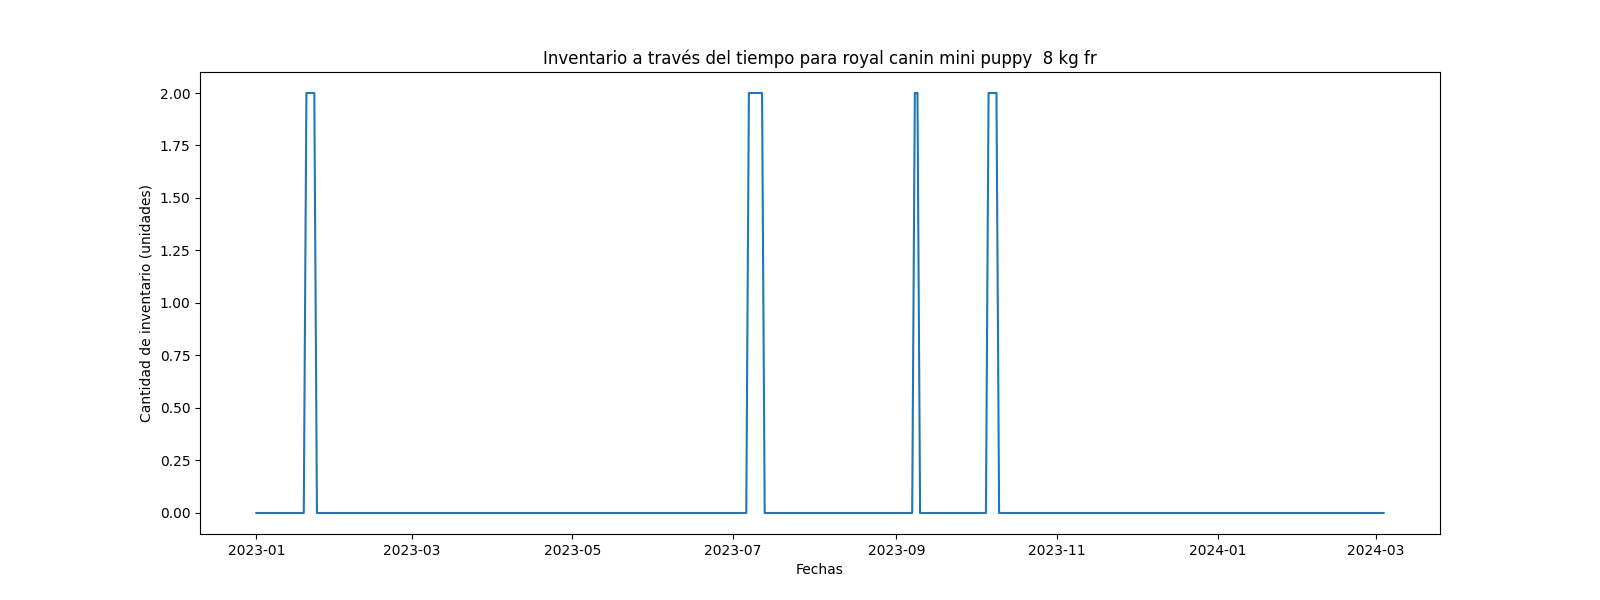 Inventario a través del tiempo para royal canin mini puppy  8 kg fr
2.00
1.75
1.50
1.25
1.00
0.75
0.50
0.25
0.00
Cantidad de inventario (unidades)
2023-01 2023-03 2023-05 2023-07 2023-09 2023-11 2024-01 2024-03
Fechas